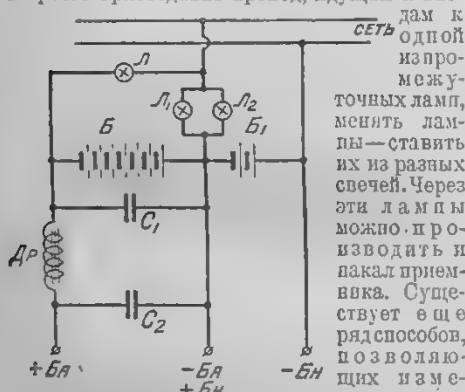 дам к
СЕТЬ
одной
из про-
межу-
точных ламп,
менять лам-
пы—ставить
их из разных
свечей. Через
эти лампы
можно про-
изводить и
накал прием-
ника. Суще-
ствует еще
ряд способов,
позволяю-
щих изме-
Л
Л₁
Л₂
Б
Б₁
С₁
Др
С₂
+БА
-БА
+БН
-БН